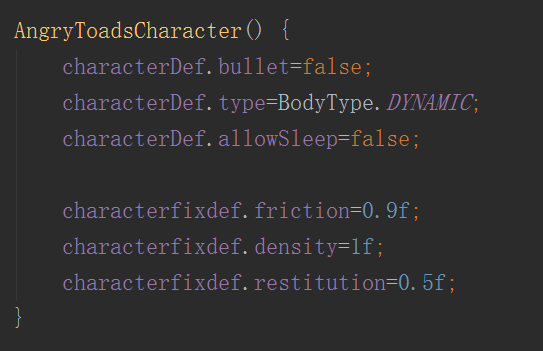 AngryToadsCharacter() {
characterDef.bullet=false;
characterDef.type=BodyType.DYNAMIC;
characterDef.allowSleep=false;
characterfixdef.friction=0.9f;
characterfixdef.density=1f;
characterfixdef.restitution=0.5f;
}